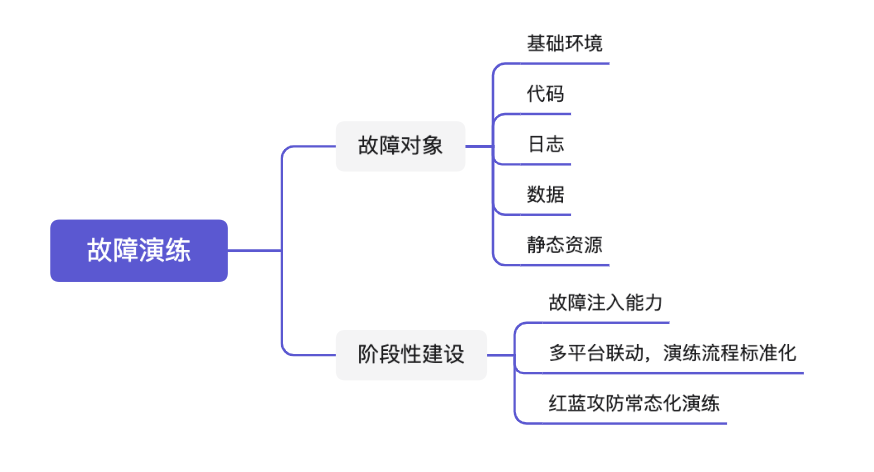 故障演练
故障对象
基础环境
代码
日志
数据
静态资源
阶段性建设
故障注入能力
多平台联动，演练流程标准化
红蓝攻防常态化演练